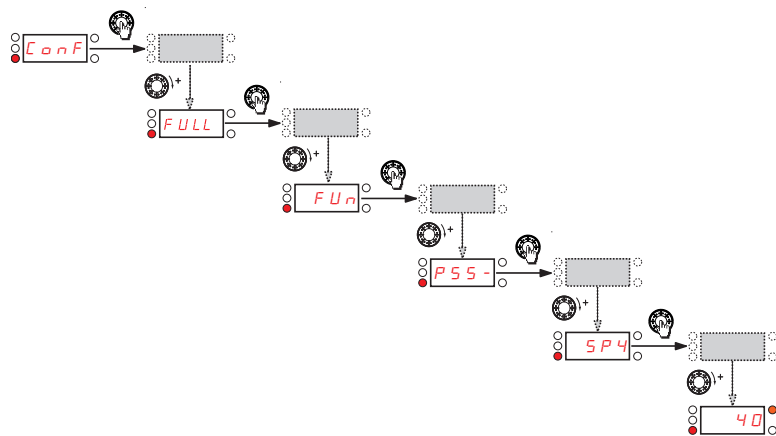 ConF
+
FULL
+
FUn
+
PSS-
+
SP4
+
40